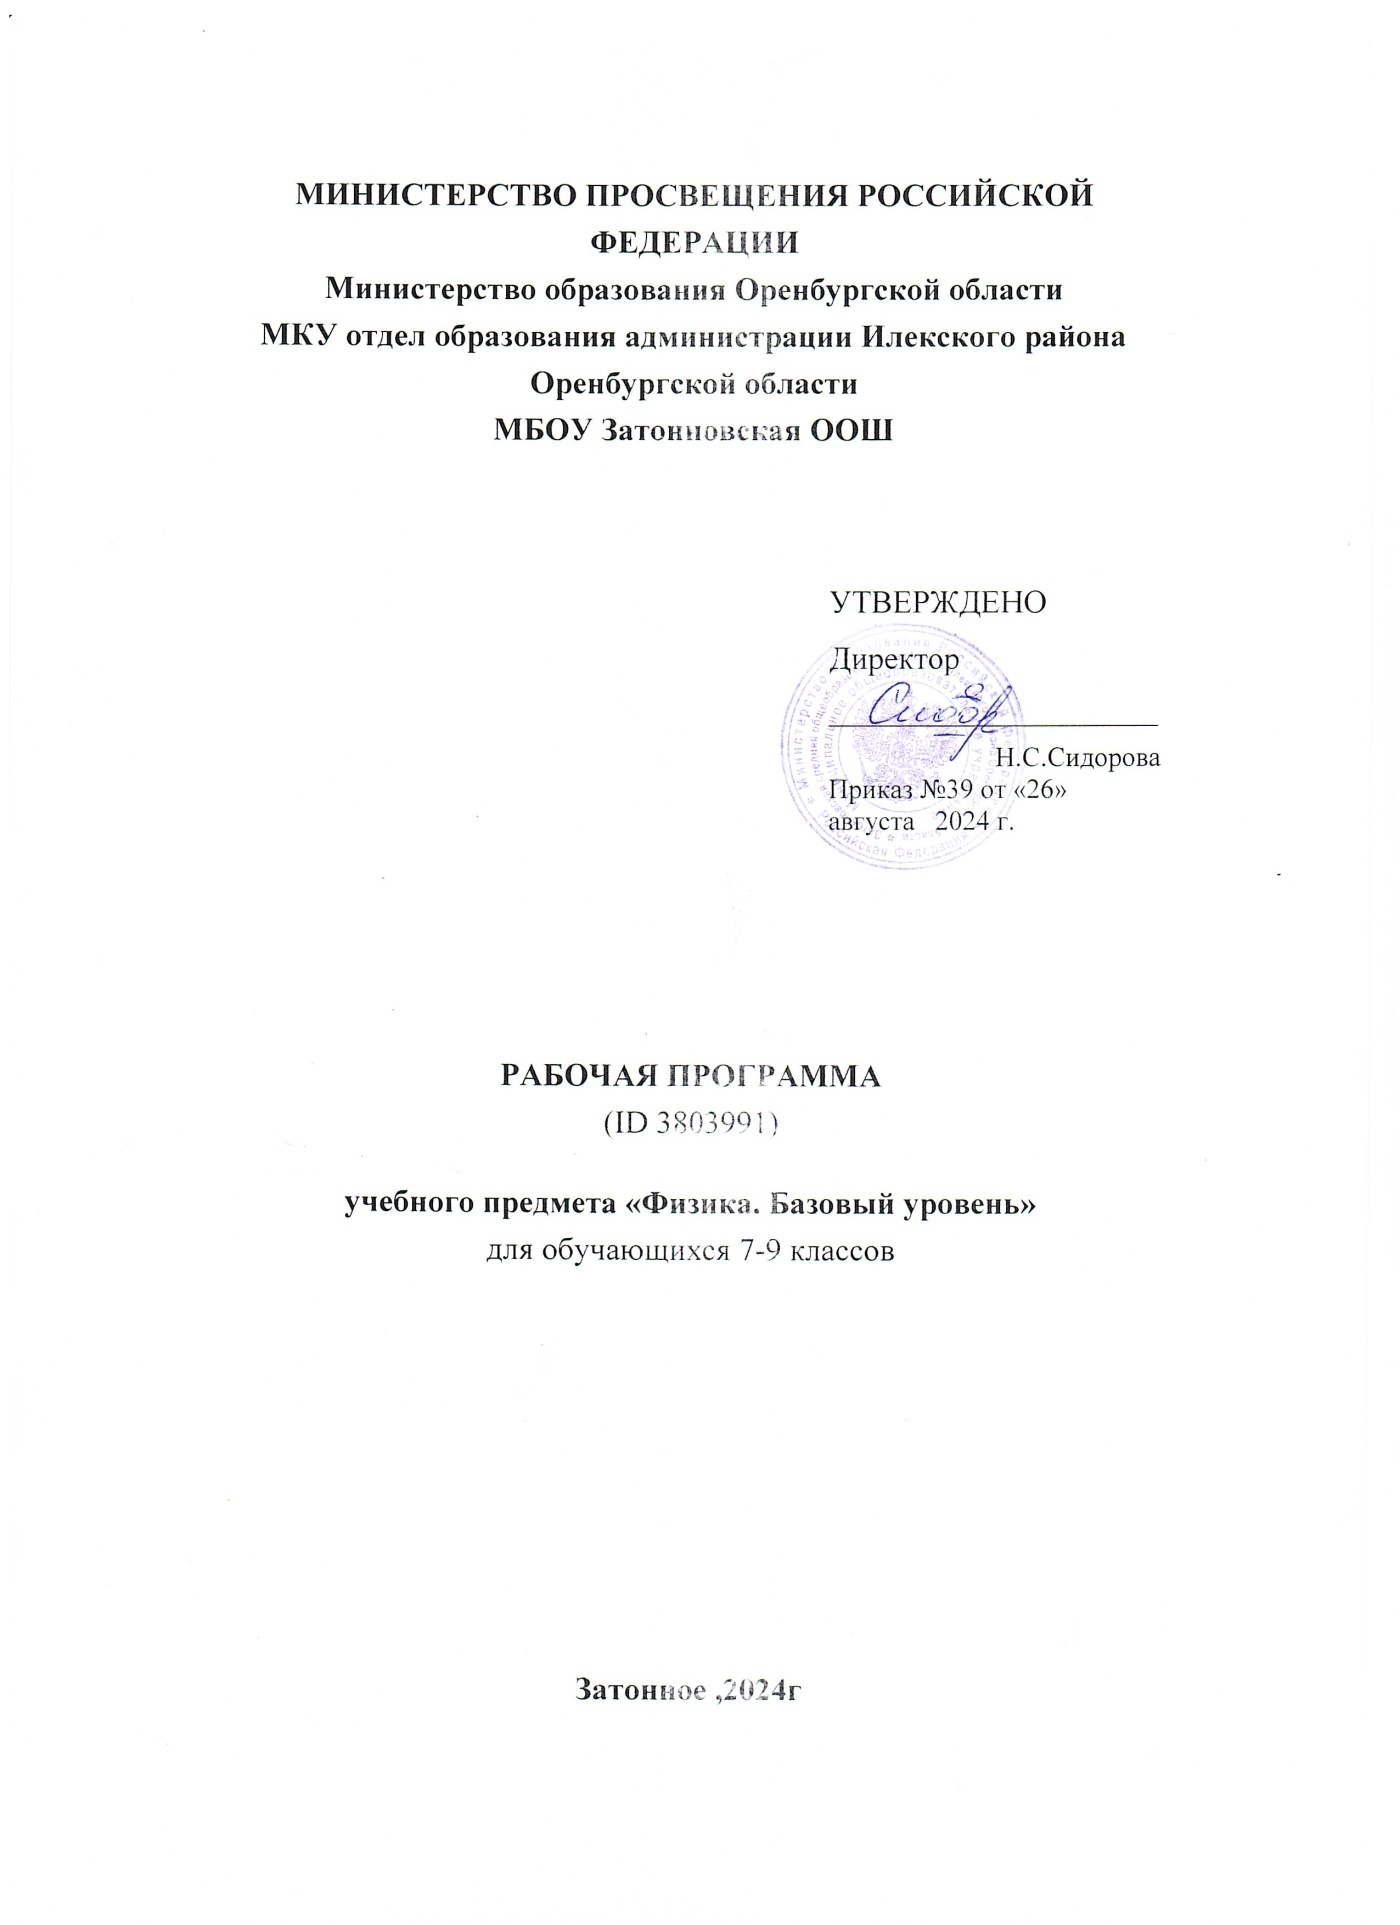 МИНИСТЕРСТВО ПРОСВЕЩЕНИЯ РОССИЙСКОЙ
ФЕДЕРАЦИИ
Министерство образования Оренбургской области
МКУ отдел образования администрации Илекского района
Оренбургской области
МБОУ Затонновская ООШ
УТВЕРЖДЕНО
Директор
Н.С.Сидорова
Приказ №39 от «26»
августа 2024 г.
РАБОЧАЯ ПРОГРАММА
(ID 3803991)
учебного предмета «Физика. Базовый уровень»
для обучающихся 7-9 классов
Затонное ,2024г